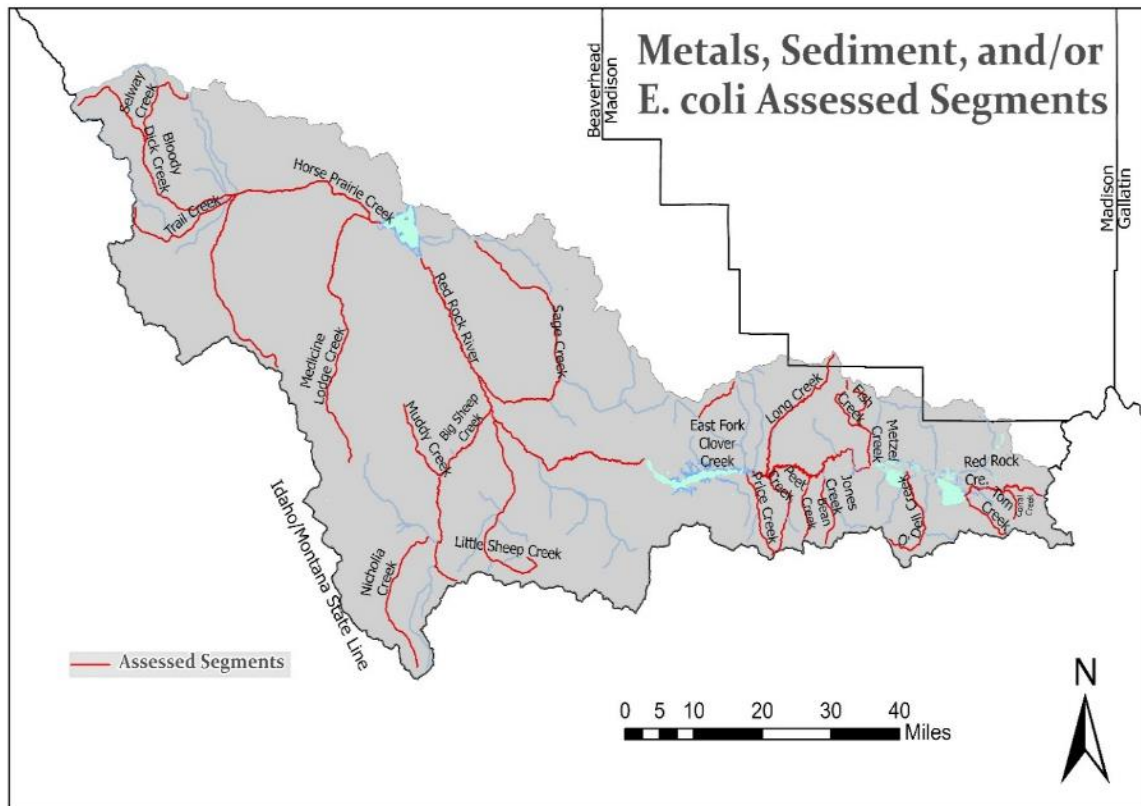 Metals, Sediment, and/or
E. coli Assessed Segments
Beaverhead
Madison
Madison
Gallatin
Selway
Creek
Bloody
Dick Creek
Trail Creek
Horse Prairie Creek
Red Rock River
Sage Creek
Medicine
Lodge Creek
Muddy Creek
Big Sheep
Creek
Little Sheep Creek
Nicholia
Creek
Idaho/Montana State Line
East Fork
Clover
Creek
Long Creek
Fish
Creek
Metzel
Creek
Price Creek
Peet
Creek
Bean
Creek
Jones
Creek
O'Dell Creek
Red Rock
Cre.
Tom
Creek
Corral
Creek
Assessed Segments
0 5 10 20 30 40
Miles
N